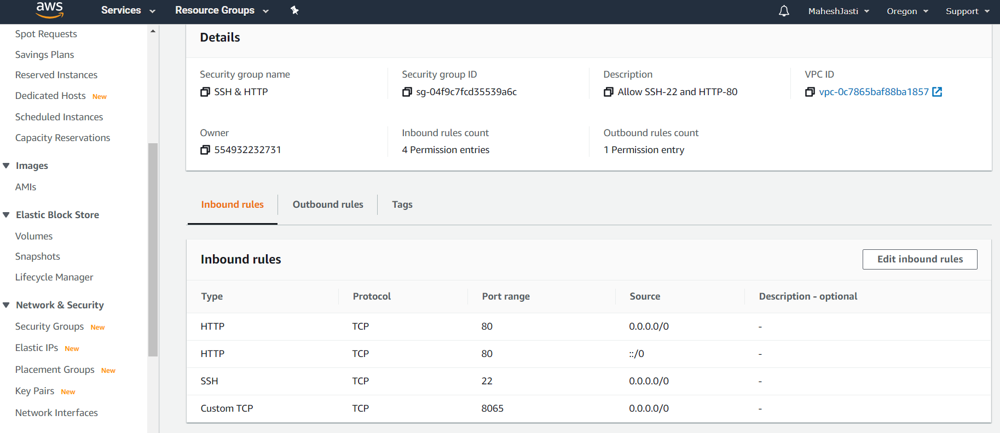 aws Services Resource Groups MaheshJasti Oregon Support
Spot Requests
Savings Plans
Reserved Instances
Dedicated Hosts New
Scheduled Instances
Capacity Reservations
Images
AMIs
Elastic Block Store
Volumes
Snapshots
Lifecycle Manager
Network & Security
Security Groups New
Elastic IPs New
Placement Groups New
Key Pairs New
Network Interfaces
Details
Security group name
SSH & HTTP
Security group ID
sg-04f9c7fcd35539a6c
Description
Allow SSH-22 and HTTP-80
VPC ID
vpc-0c7865baf88ba1857
Owner
554932232731
Inbound rules count
4 Permission entries
Outbound rules count
1 Permission entry
Inbound rules Outbound rules Tags
Inbound rules Edit inbound rules
Type Protocol Port range Source Description - optional
HTTP TCP 80 0.0.0.0/0 -
HTTP TCP 80 ::/0 -
SSH TCP 22 0.0.0.0/0 -
Custom TCP TCP 8065 0.0.0.0/0 -